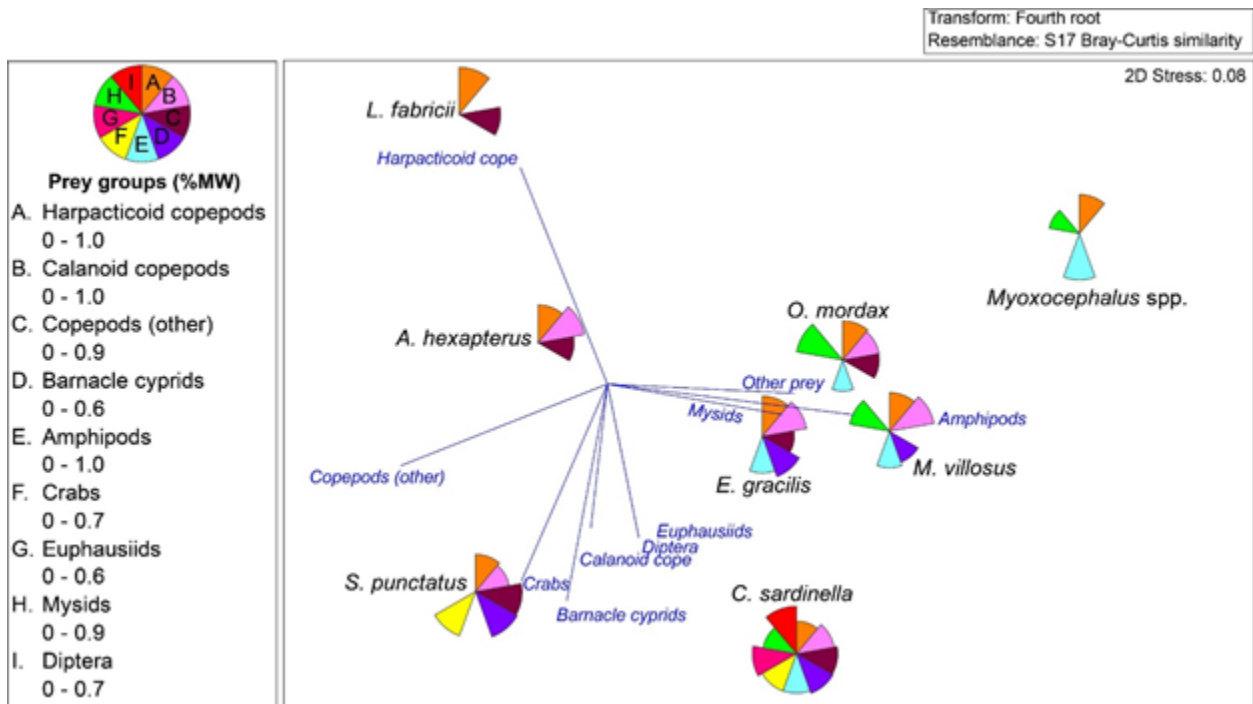 Transform: Fourth root
Resemblance: S17 Bray-Curtis similarity
2D Stress: 0.08
I A
H B
G C
F D
E
Prey groups (%MW)
A. Harpacticoid copepods
0 - 1.0
B. Calanoid copepods
0 - 1.0
C. Copepods (other)
0 - 0.9
D. Barnacle cyprids
0 - 0.6
E. Amphipods
0 - 1.0
F. Crabs
0 - 0.7
G. Euphausiids
0 - 0.6
H. Mysids
0 - 0.9
I. Diptera
0 - 0.7
L. fabricii
Harpacticoid cope
Myoxocephalus spp.
O. mordax
A. hexapterus
Other prey
Mysids
Amphipods
M. villosus
E. gracilis
Copepods (other)
Euphausiids
Diptera
Calanoid cope
S. punctatus
Crabs
Barnacle cyprids
C. sardinella